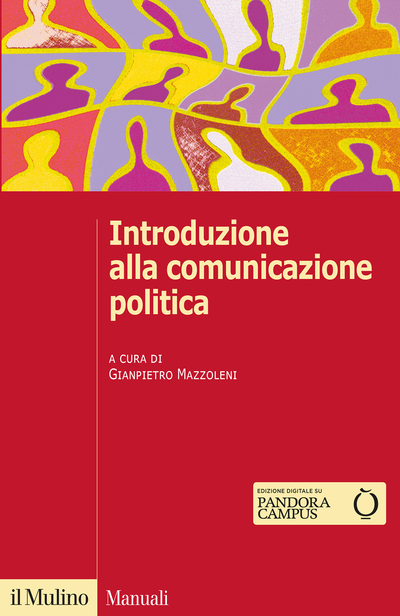 Introduzione
alla comunicazione
politica
A CURA DI
GIANPIETRO MAZZOLENI
EDIZIONE DIGITALE SU
PANDORA
CAMPUS
il Mulino
Manuali